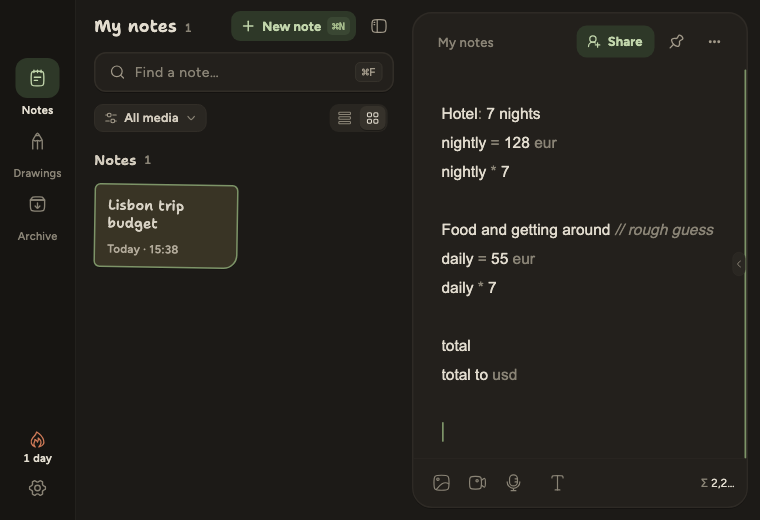 My notes 1
New note ⌘N
Find a note... ⌘F
All media
Notes 1
Lisbon trip
budget
Today · 15:38
Notes
Drawings
Archive
1 day
My notes
Share
Hotel: 7 nights
nightly = 128 eur
nightly * 7
Food and getting around // rough guess
daily = 55 eur
daily * 7
total
total to usd
Σ 2,2...